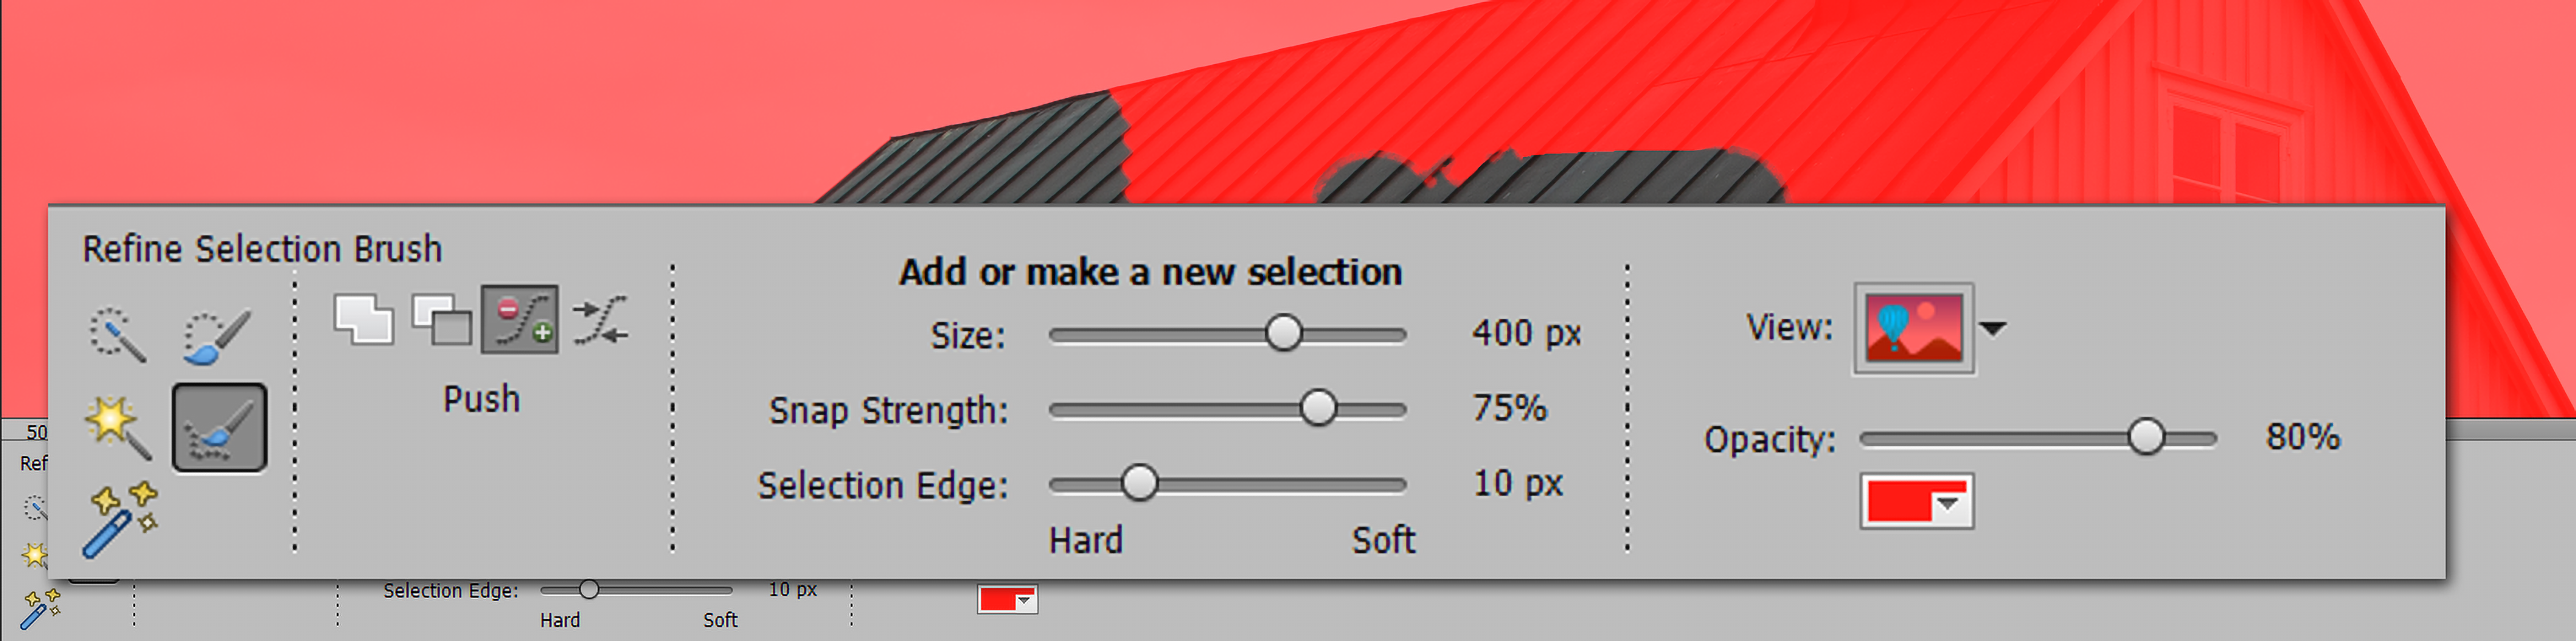 Refine Selection Brush
Push
Add or make a new selection
Size: 400 px
Snap Strength: 75%
Selection Edge: 10 px
Hard Soft
View:
Opacity: 80%
50
Ref
Selection Edge: 10 px
Hard Soft